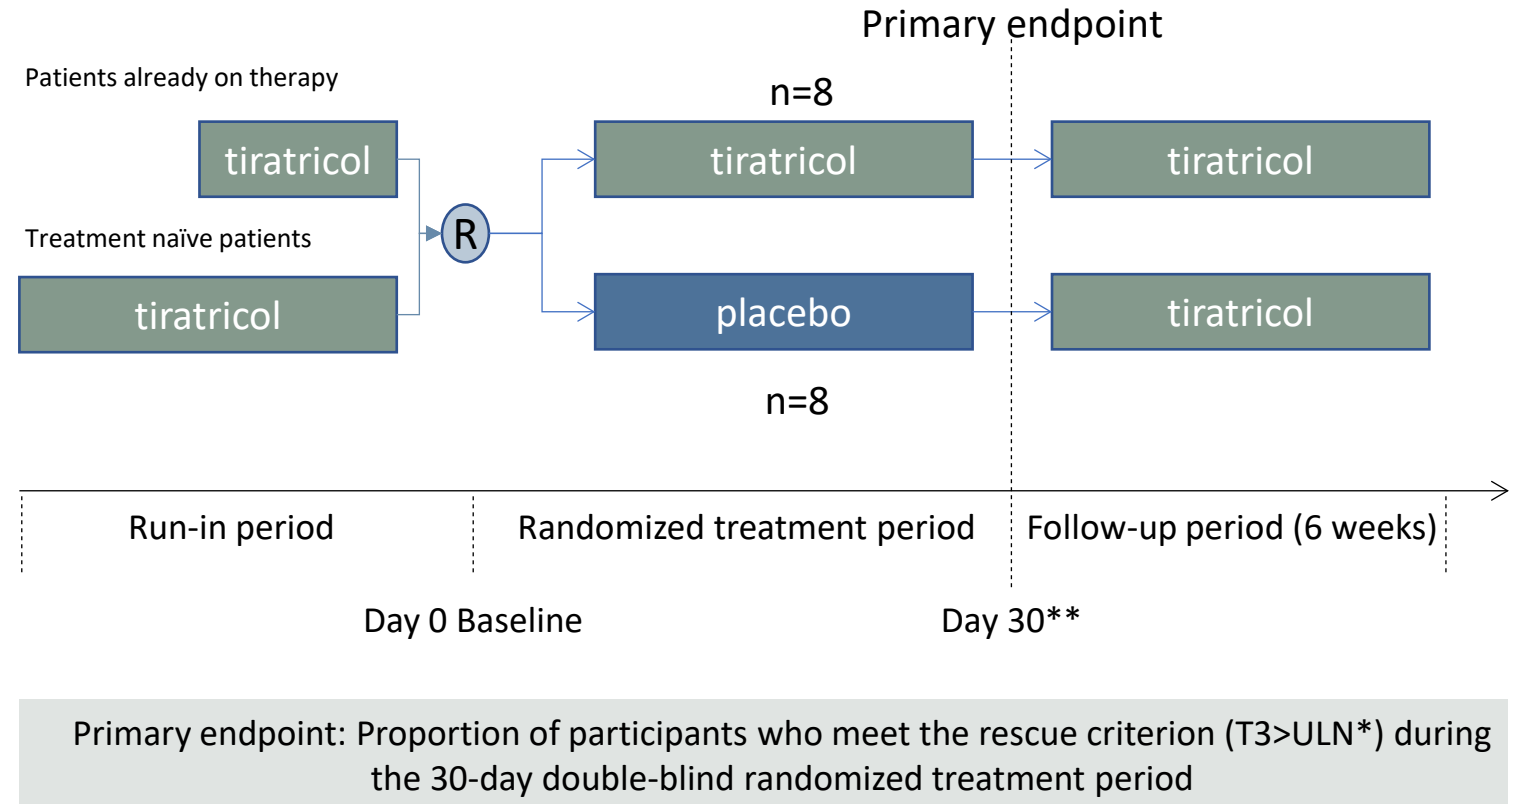 Primary endpoint
Patients already on therapy
n=8
tiratricol
tiratricol
tiratricol
Treatment naïve patients
R
tiratricol
placebo
tiratricol
n=8
Run-in period
Randomized treatment period
Follow-up period (6 weeks)
Day 0 Baseline
Day 30**
Primary endpoint: Proportion of participants who meet the rescue criterion (T3>ULN*) during
the 30-day double-blind randomized treatment period